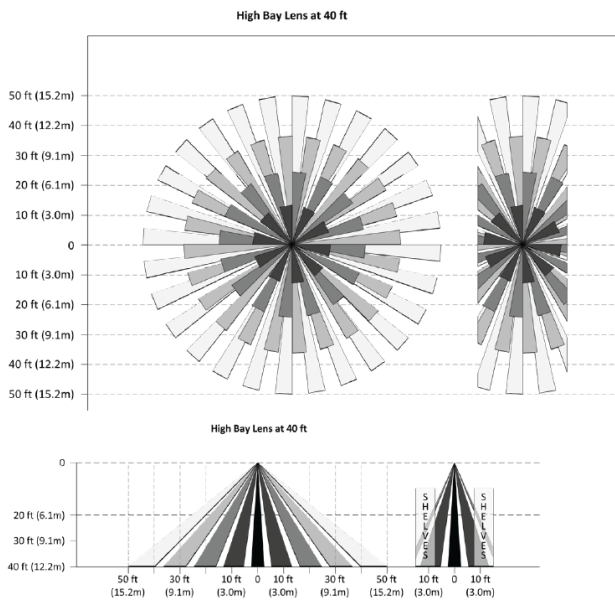 High Bay Lens at 40 ft
50 ft (15.2m)
40 ft (12.2m)
30 ft (9.1m)
20 ft (6.1m)
10 ft (3.0m)
0
10 ft (3.0m)
20 ft (6.1m)
30 ft (9.1m)
40 ft (12.2m)
50 ft (15.2m)
High Bay Lens at 40 ft
0
20 ft (6.1m)
30 ft (9.1m)
40 ft (12.2m)
SHELVES SHELVES
50 ft 30 ft 10 ft 0 10 ft 30 ft 50 ft 10 ft 0 10 ft
(15.2m) (9.1m) (3.0m) (3.0m) (9.1m) (15.2m) (3.0m) (3.0m)